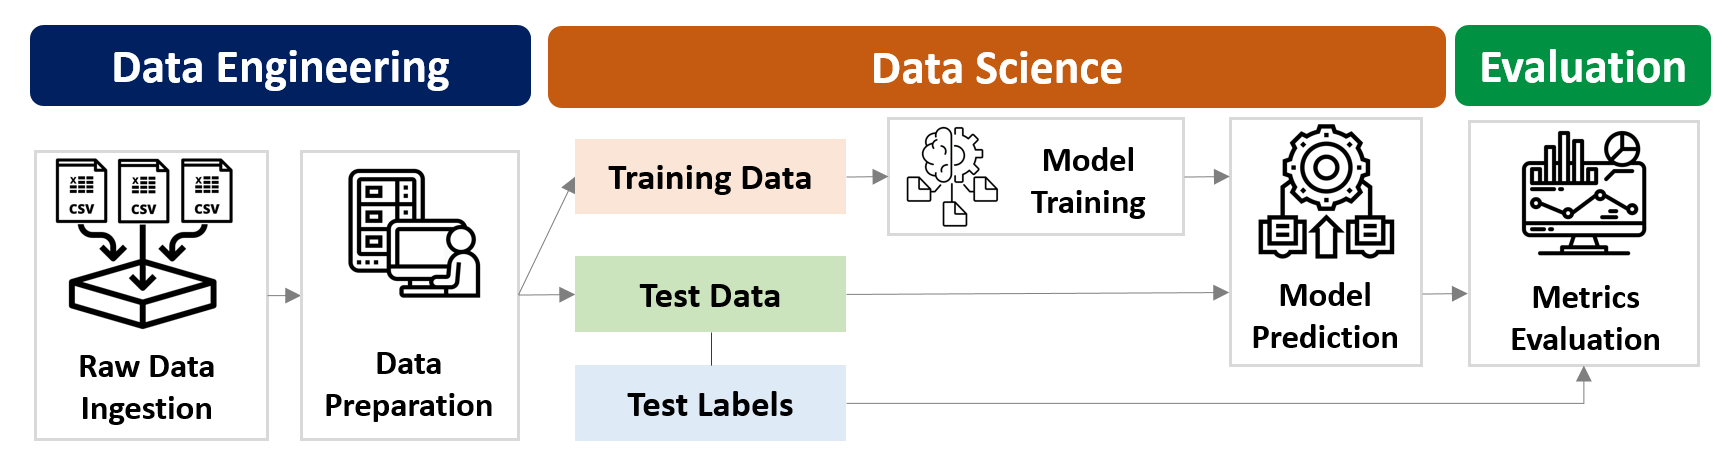 Data Engineering
Data Science
Evaluation
X
CSV
X
CSV
X
CSV
Raw Data
Ingestion
Data
Preparation
Training Data
Test Data
Test Labels
Model
Training
Model
Prediction
Metrics
Evaluation